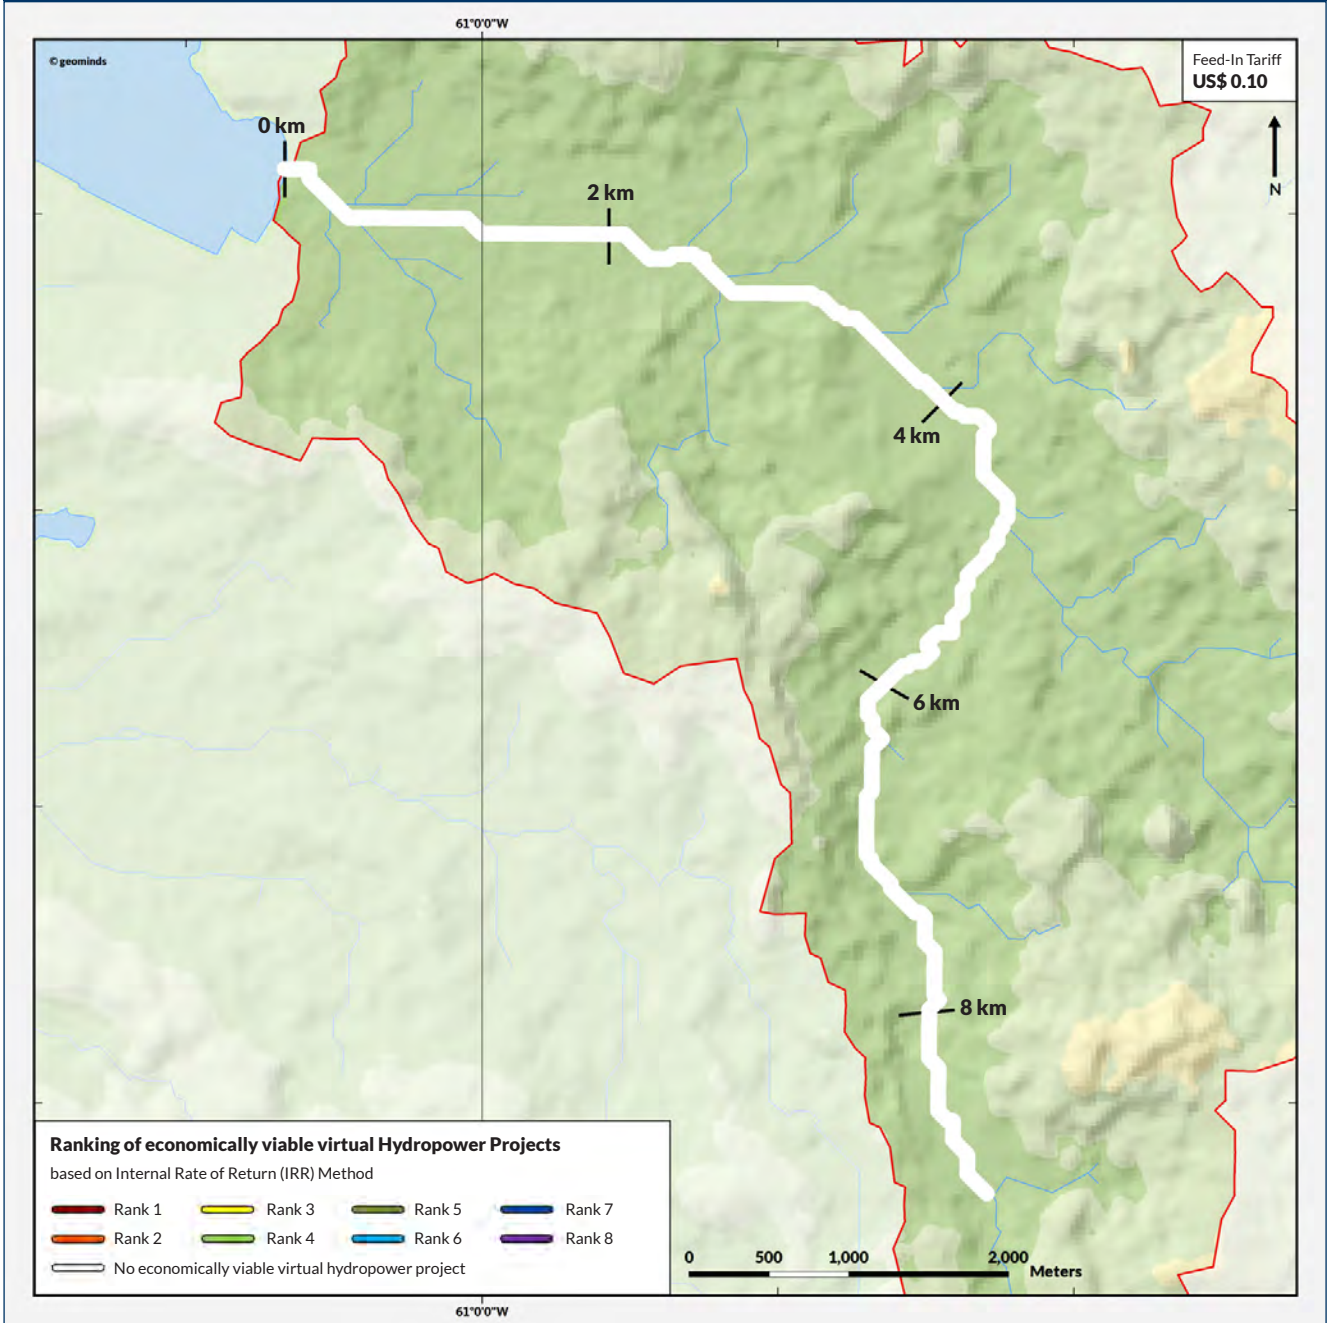 61°0'0"W
© geominds
Feed-In Tariff
US$ 0.10
N
0 km
2 km
4 km
6 km
8 km
Ranking of economically viable virtual Hydropower Projects
based on Internal Rate of Return (IRR) Method
Rank 1 Rank 3 Rank 5 Rank 7
Rank 2 Rank 4 Rank 6 Rank 8
No economically viable virtual hydropower project
0 500 1,000 2,000
Meters
61°0'0"W